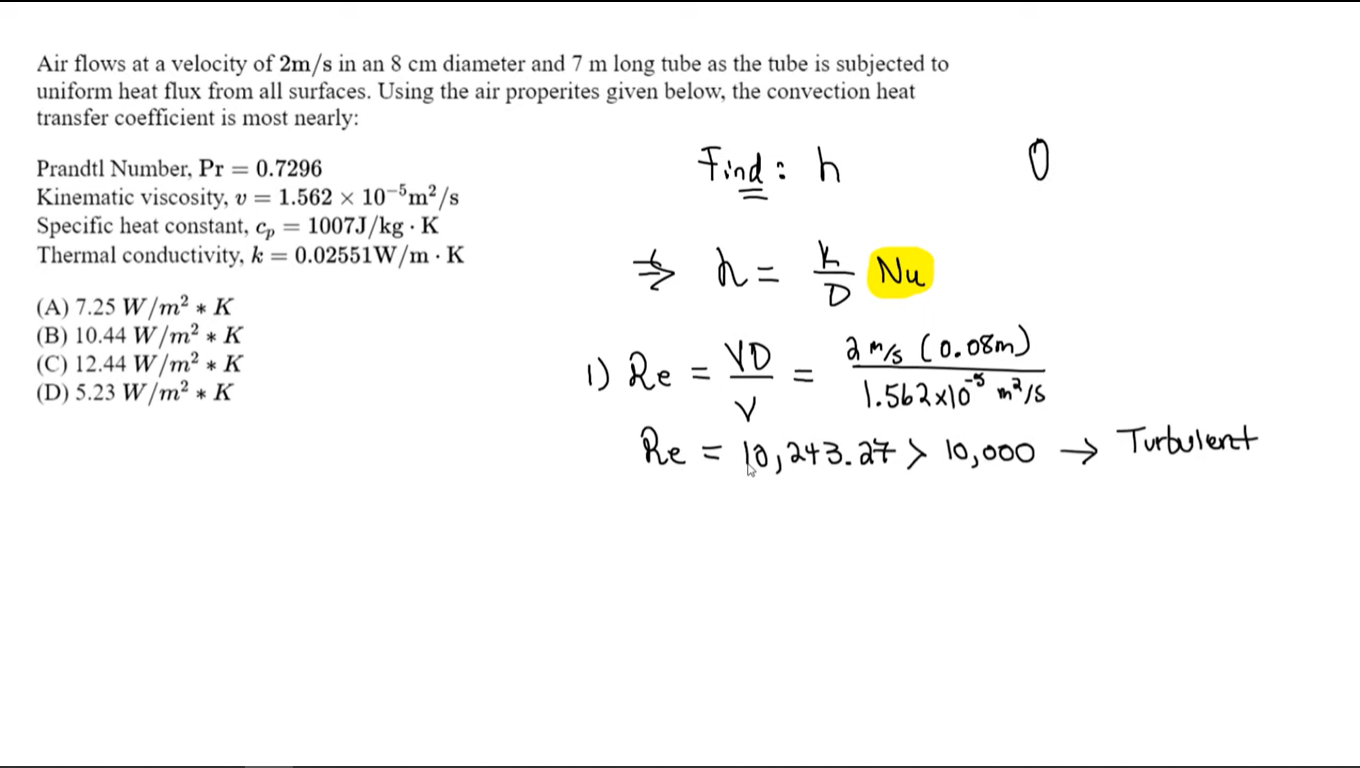 Air flows at a velocity of 2m/s in an 8 cm diameter and 7 m long tube as the tube is subjected to
uniform heat flux from all surfaces. Using the air properites given below, the convection heat
transfer coefficient is most nearly:
Prandtl Number, Pr = 0.7296
Kinematic viscosity, v = 1.562 × 10⁻⁵m²/s
Specific heat constant, cₚ = 1007J/kg · K
Thermal conductivity, k = 0.02551W/m · K
(A) 7.25 W/m² * K
(B) 10.44 W/m² * K
(C) 12.44 W/m² * K
(D) 5.23 W/m² * K
Find: h
0
⇒ h = K/D Nu
1) Re = VD/ν = 2 m/s (0.08m)/1.562x10⁻⁵ m²/s
Re = 10,243.27 > 10,000 → Turbulent